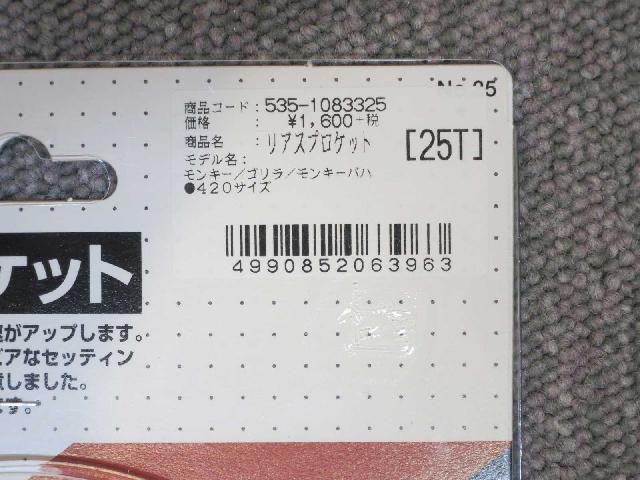 商品コード：535-1083325
価格　　　：　¥1,600+税
商品名　　：リアスプロケット
[25T]
モデル名：
モンキー／ゴリラ／モンキーバハ
●420サイズ
4990852063963
ケット
がアップします。
ピアなセッティン
しました。
す。